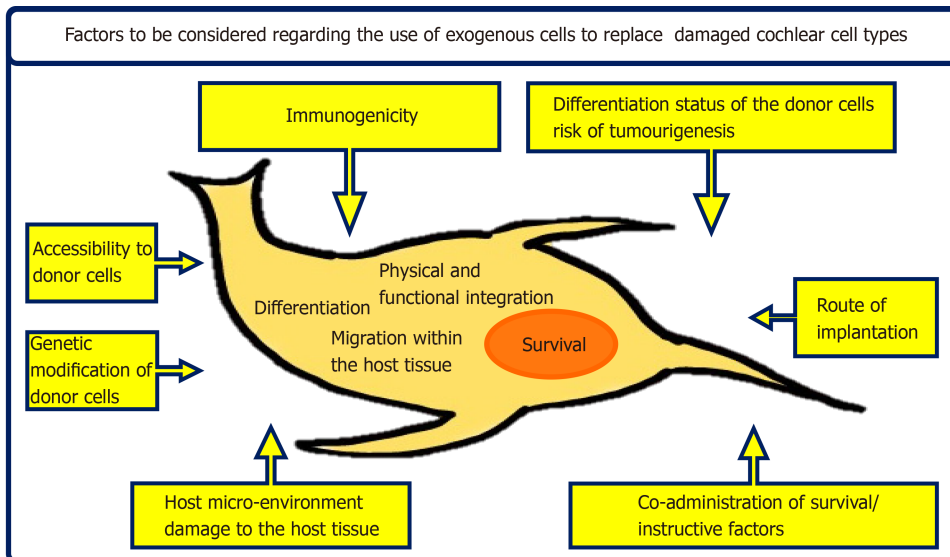 Factors to be considered regarding the use of exogenous cells to replace damaged cochlear cell types
Immunogenicity
Differentiation status of the donor cells
risk of tumourigenesis
Accessibility to
donor cells
Physical and
functional integration
Differentiation
Migration within
the host tissue
Survival
Route of
implantation
Genetic
modification of
donor cells
Host micro-environment
damage to the host tissue
Co-administration of survival/
instructive factors